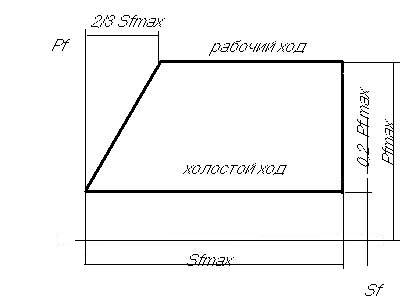 2/3 Sfmax
Pf
рабочий ход
0,2 Pf.max
Pfmax
холостой ход
Sfmax
Sf